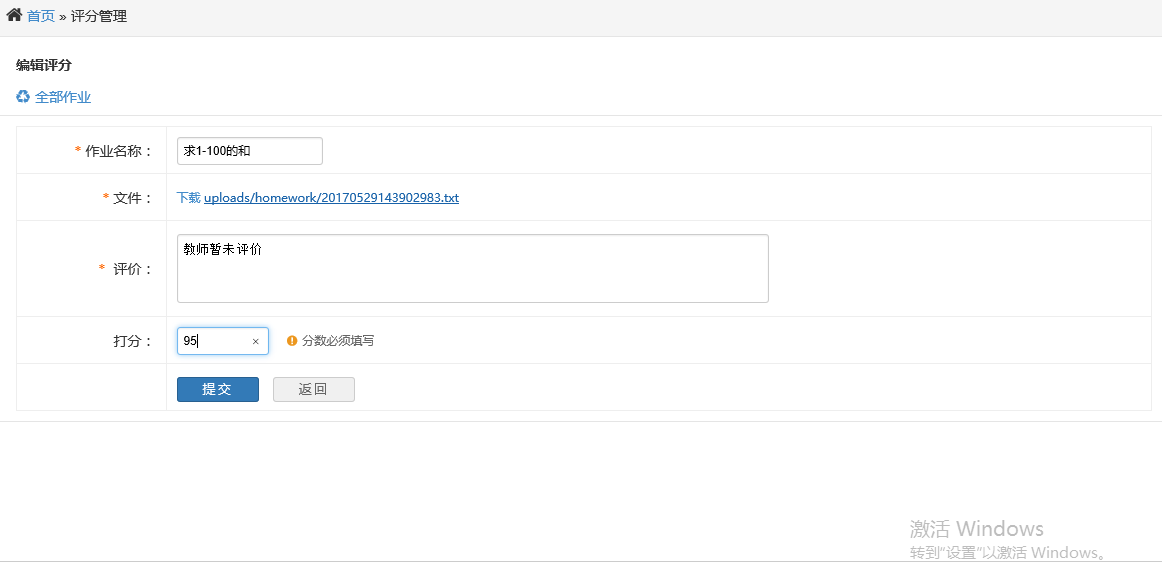 首页 » 评分管理
编辑评分
全部作业
* 作业名称： 求1-100的和
* 文件： 下载 uploads/homework/20170529143902983.txt
* 评价： 教师暂未评价
打分： 95 × 分数必须填写
提交 返回
激活 Windows
转到“设置”以激活 Windows。